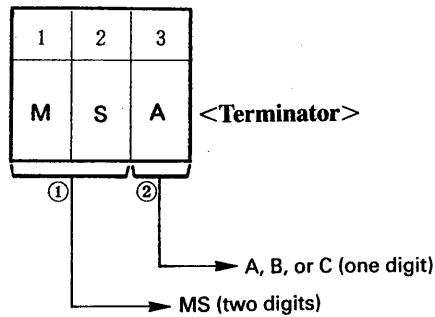 1 2 3
M S A <Terminator>
① ②
A, B, or C (one digit)
MS (two digits)